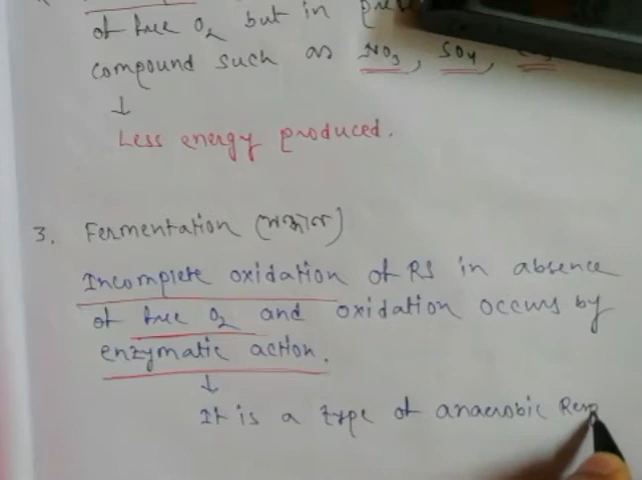 of free O2 but in
compound such as NO3, SO4,
↓
Less energy produced.
3. Fermentation (সন্ধান)
Incomplete oxidation of RS in absence
of free O2 and oxidation occurs by
enzymatic action.
↓
It is a type of anaerobic Resp